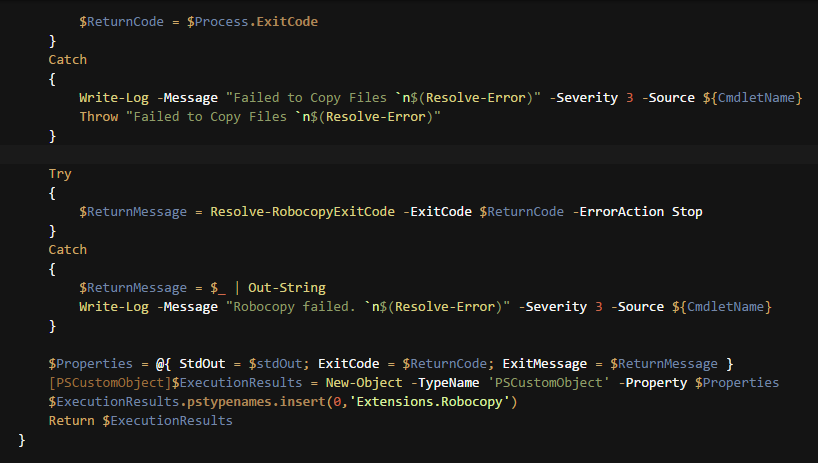 $ReturnCode = $Process.ExitCode
}
Catch
{
Write-Log -Message "Failed to Copy Files `n$(Resolve-Error)" -Severity 3 -Source ${CmdletName}
Throw "Failed to Copy Files `n$(Resolve-Error)"
}
Try
{
$ReturnMessage = Resolve-RobocopyExitCode -ExitCode $ReturnCode -ErrorAction Stop
}
Catch
{
$ReturnMessage = $_ | Out-String
Write-Log -Message "Robocopy failed. `n$(Resolve-Error)" -Severity 3 -Source ${CmdletName}
}
$Properties = @{ StdOut = $stdOut; ExitCode = $ReturnCode; ExitMessage = $ReturnMessage }
[PSCustomObject]$ExecutionResults = New-Object -TypeName 'PSCustomObject' -Property $Properties
$ExecutionResults.pstypenames.insert(0,'Extensions.Robocopy')
Return $ExecutionResults
}